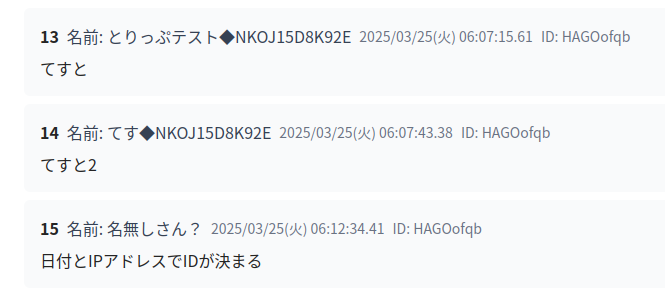 13 名前: とりっぷテスト◆NKOJ15D8K92E 2025/03/25(火) 06:07:15.61 ID: HAGOofqb
てすと
14 名前: てす◆NKOJ15D8K92E 2025/03/25(火) 06:07:43.38 ID: HAGOofqb
てすと2
15 名前: 名無しさん？ 2025/03/25(火) 06:12:34.41 ID: HAGOofqb
日付とIPアドレスでIDが決まる